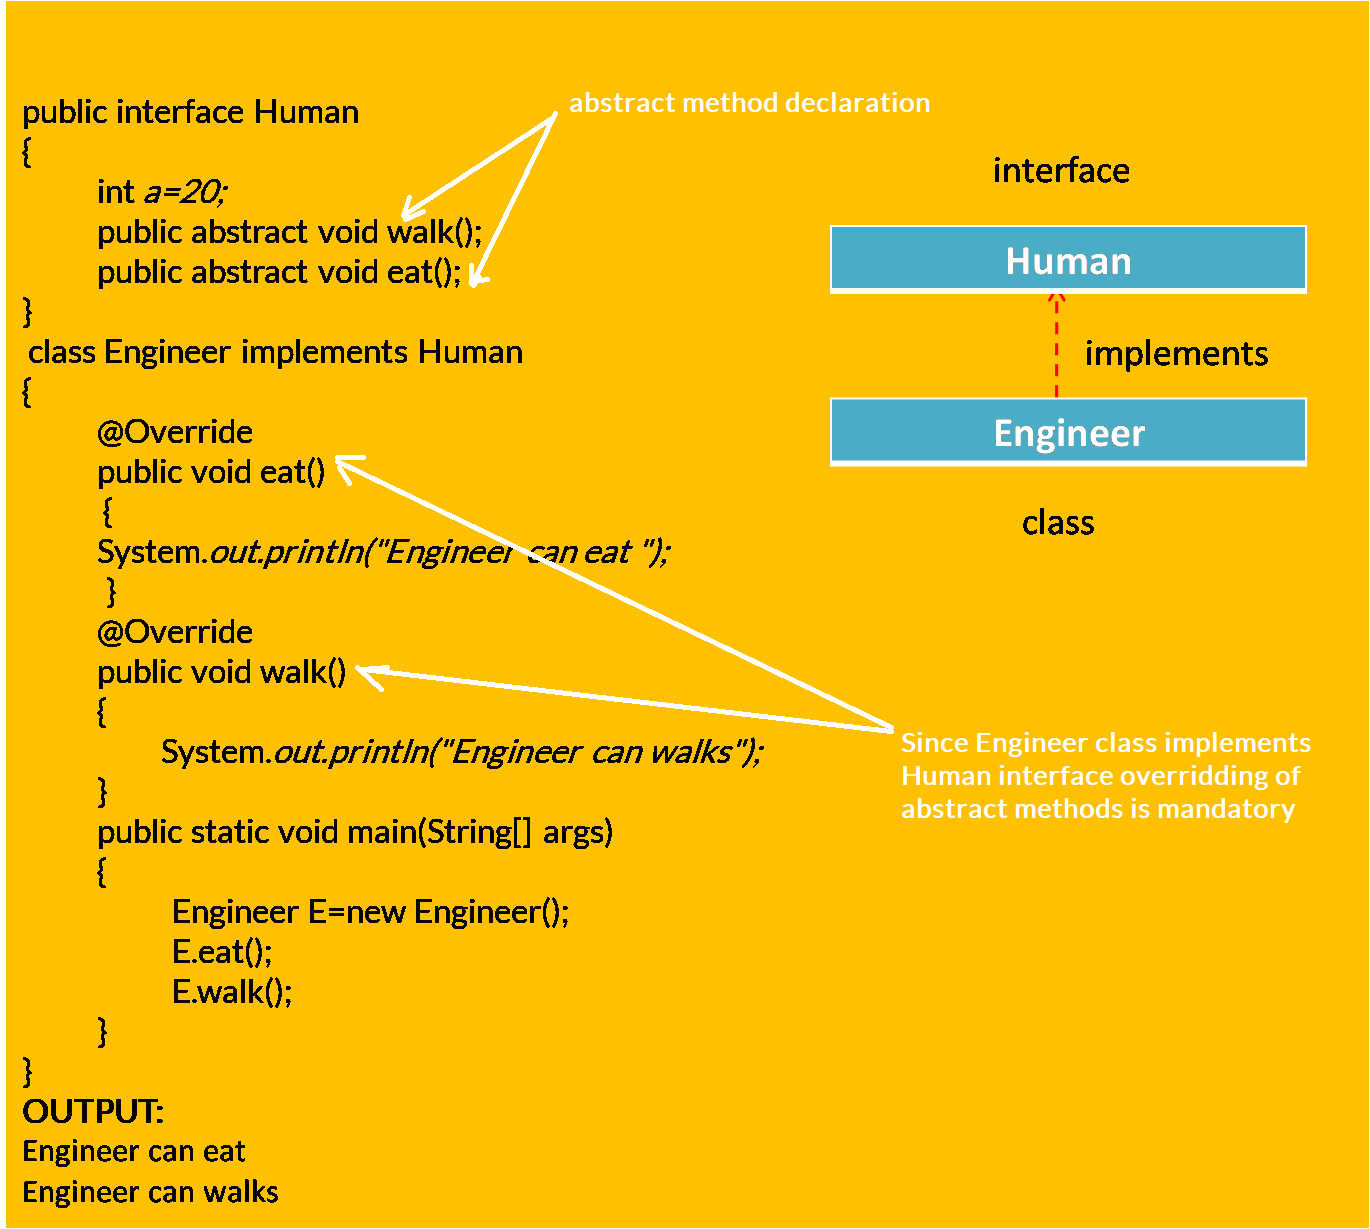 public interface Human
{
int a=20;
public abstract void walk();
public abstract void eat();
}
class Engineer implements Human
{
@Override
public void eat()
{
System.out.println("Engineer can eat ");
}
@Override
public void walk()
{
System.out.println("Engineer can walks");
}
public static void main(String[] args)
{
Engineer E=new Engineer();
E.eat();
E.walk();
}
}
OUTPUT:
Engineer can eat
Engineer can walks
abstract method declaration
interface
Human
implements
Engineer
class
Since Engineer class implements
Human interface overridding of
abstract methods is mandatory